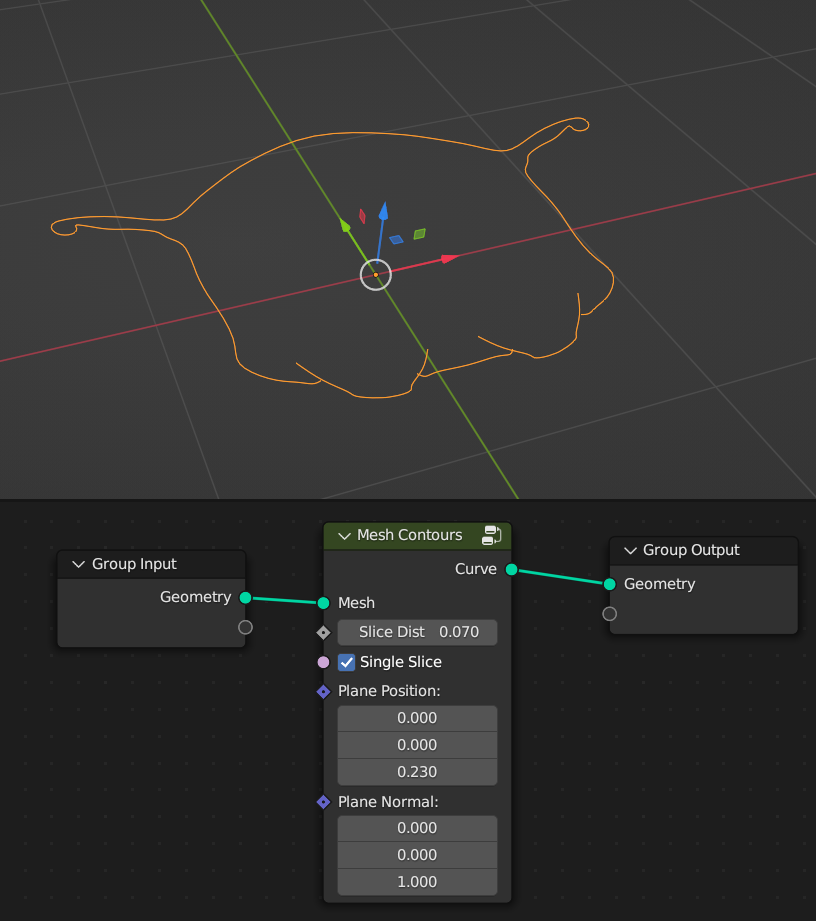 Group Input
Geometry
Mesh Contours
Curve
Mesh
Slice Dist 0.070
Single Slice
Plane Position:
0.000
0.000
0.230
Plane Normal:
0.000
0.000
1.000
Group Output
Geometry